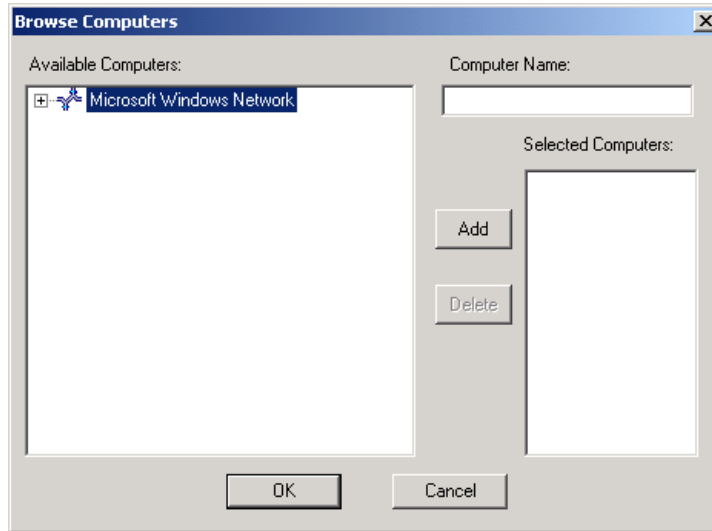 Browse Computers
Available Computers:
Computer Name:
Microsoft Windows Network
Selected Computers:
Add
Delete
OK
Cancel